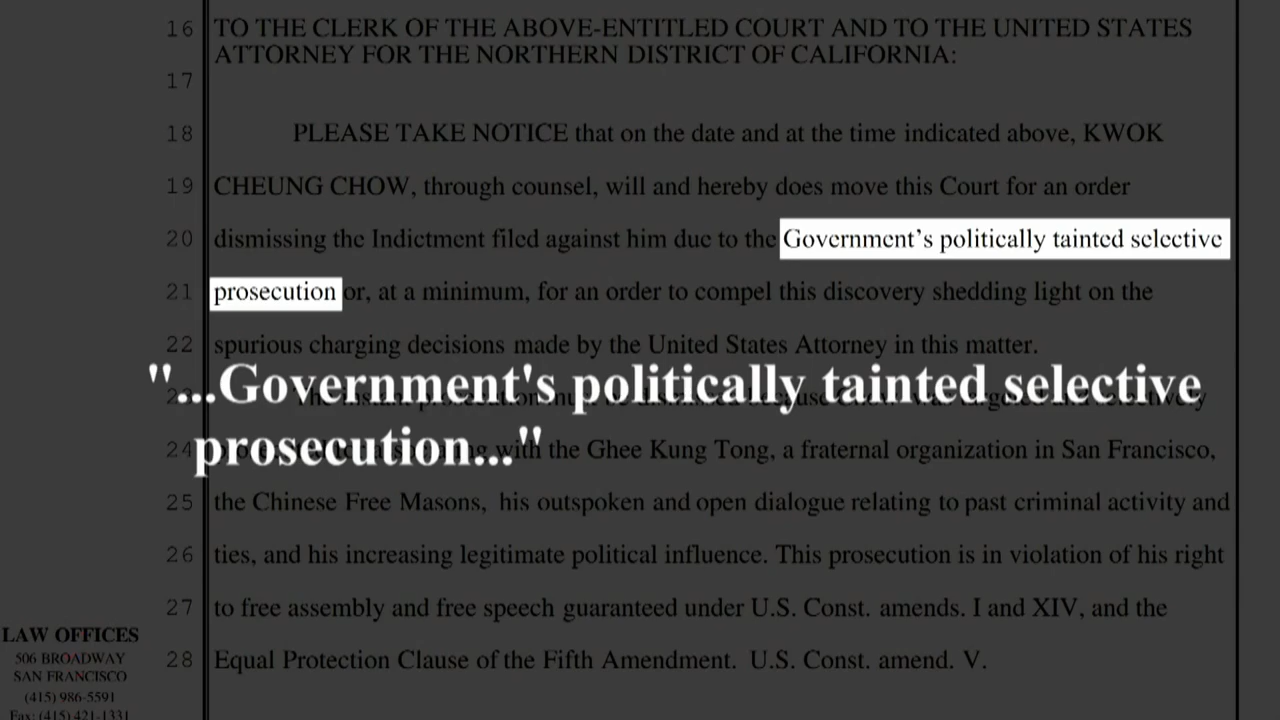 16 TO THE CLERK OF THE ABOVE-ENTITLED COURT AND TO THE UNITED STATES
ATTORNEY FOR THE NORTHERN DISTRICT OF CALIFORNIA:
17
18 PLEASE TAKE NOTICE that on the date and at the time indicated above, KWOK
19 CHEUNG CHOW, through counsel, will and hereby does move this Court for an order
20 dismissing the Indictment filed against him due to the Government's politically tainted selective
21 prosecution or, at a minimum, for an order to compel this discovery shedding light on the
22 spurious charging decisions made by the United States Attorney in this matter.
"...Government's politically tainted selective
prosecution..."
24 with the Ghee Kung Tong, a fraternal organization in San Francisco,
25 the Chinese Free Masons, his outspoken and open dialogue relating to past criminal activity and
26 ties, and his increasing legitimate political influence. This prosecution is in violation of his right
27 to free assembly and free speech guaranteed under U.S. Const. amends. I and XIV, and the
28 Equal Protection Clause of the Fifth Amendment. U.S. Const. amend. V.
LAW OFFICES
506 BROADWAY
SAN FRANCISCO
(415) 986-5591
Fax: (415) 421-1331